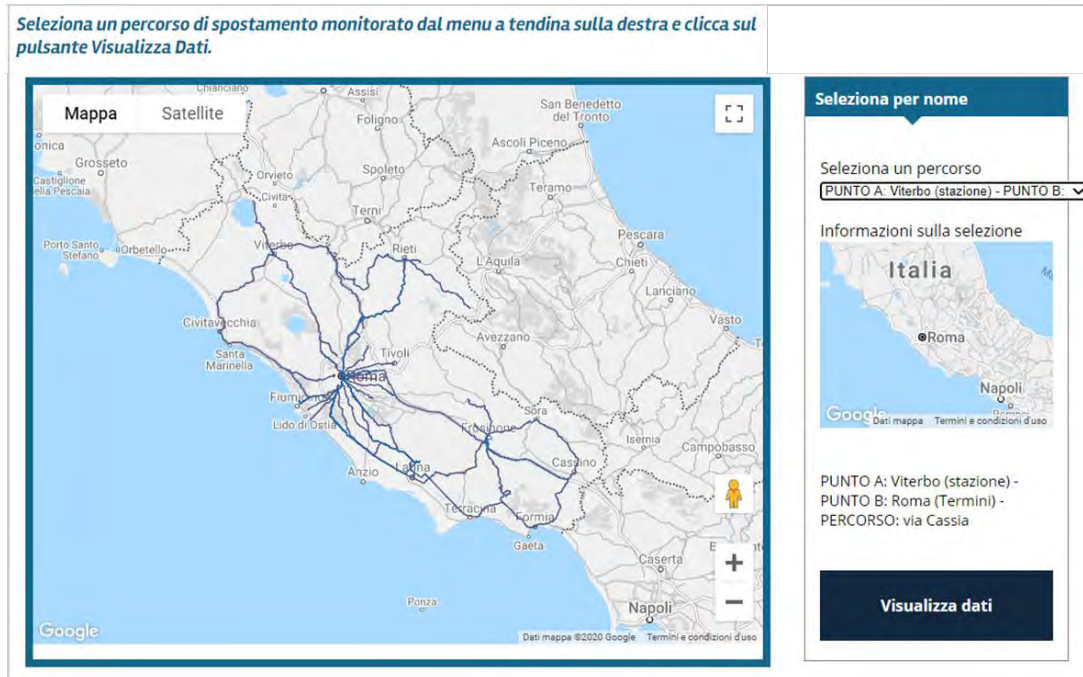 Seleziona un percorso di spostamento monitorato dal menu a tendina sulla destra e clicca sul
pulsante Visualizza Dati.
Mappa
Satellite
Chianciano
Assisi
Foligno
San Benedetto
del Tronto
Ascoli Piceno
onica
Grosseto
Castiglione
ella Pescaia
Orvieto
Civita
Spoleto
Teramo
Terni
Porto Santo
Stefano
Orbetello
Viterbo
Rieti
L'Aquila
Pescara
Chieti
Lanciano
Vasto
Civitavecchia
Santa
Marinella
Tivoli
Avezzano
Roma
Fiumicino
Lido di Ostia
Sora
Frosinone
Isernia
Campobasso
Cassino
Anzio
Latina
Terracina
Formia
Gaeta
Caserta
Ponza
Napoli
Google
Dati mappa ©2020 Google
Termini e condizioni d'uso
Seleziona per nome
Seleziona un percorso
PUNTO A: Viterbo (stazione) - PUNTO B:
Informazioni sulla selezione
Italia
Roma
Napoli
Pompei
Google
Dati mappa
Termini e condizioni d'uso
PUNTO A: Viterbo (stazione) -
PUNTO B: Roma (Termini) -
PERCORSO: via Cassia
Visualizza dati